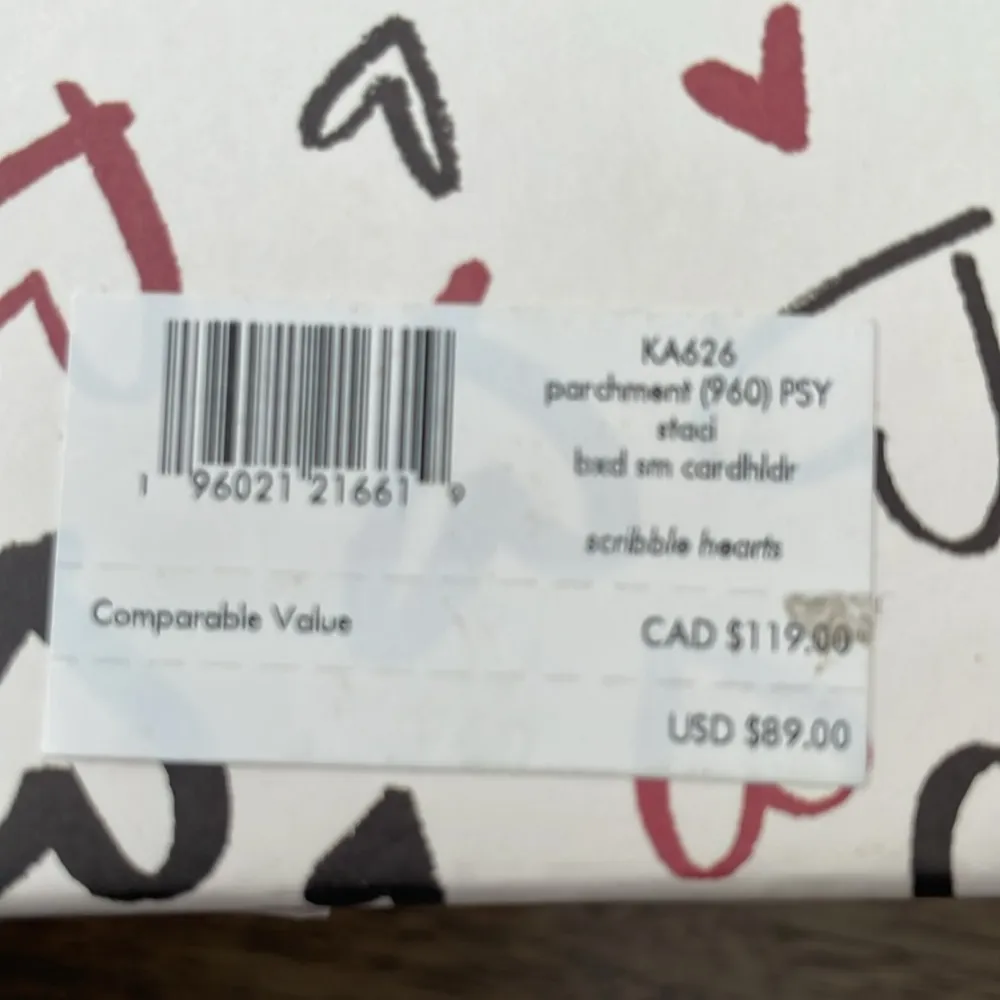 1 96021 21661 9
KA626
parchment (960) PSY
staci
bxd sm cardhldr
scribble hearts
Comparable Value
CAD $119.00
USD $89.00